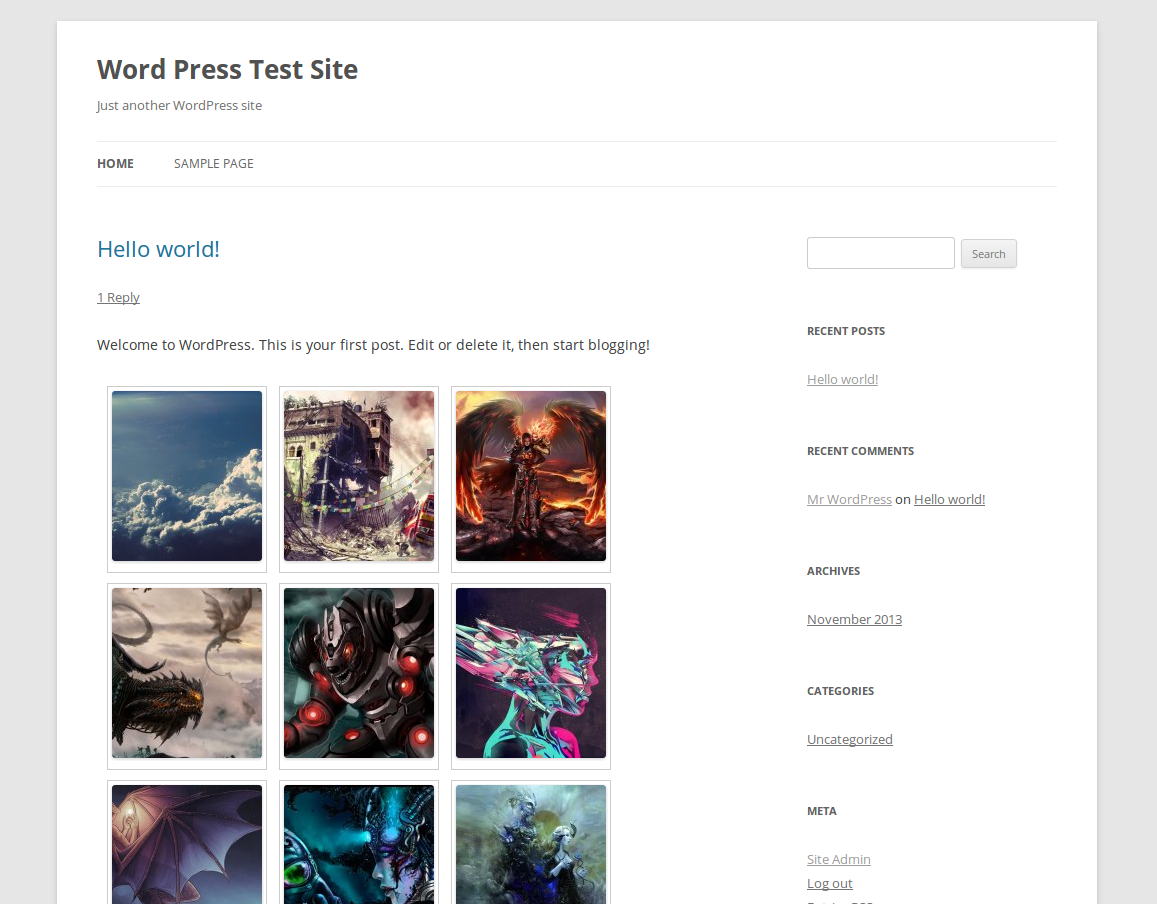 Word Press Test Site
Just another WordPress site
HOME SAMPLE PAGE
Hello world!
1 Reply
Welcome to WordPress. This is your first post. Edit or delete it, then start blogging!
Search
RECENT POSTS
Hello world!
RECENT COMMENTS
Mr WordPress on Hello world!
ARCHIVES
November 2013
CATEGORIES
Uncategorized
META
Site Admin
Log out